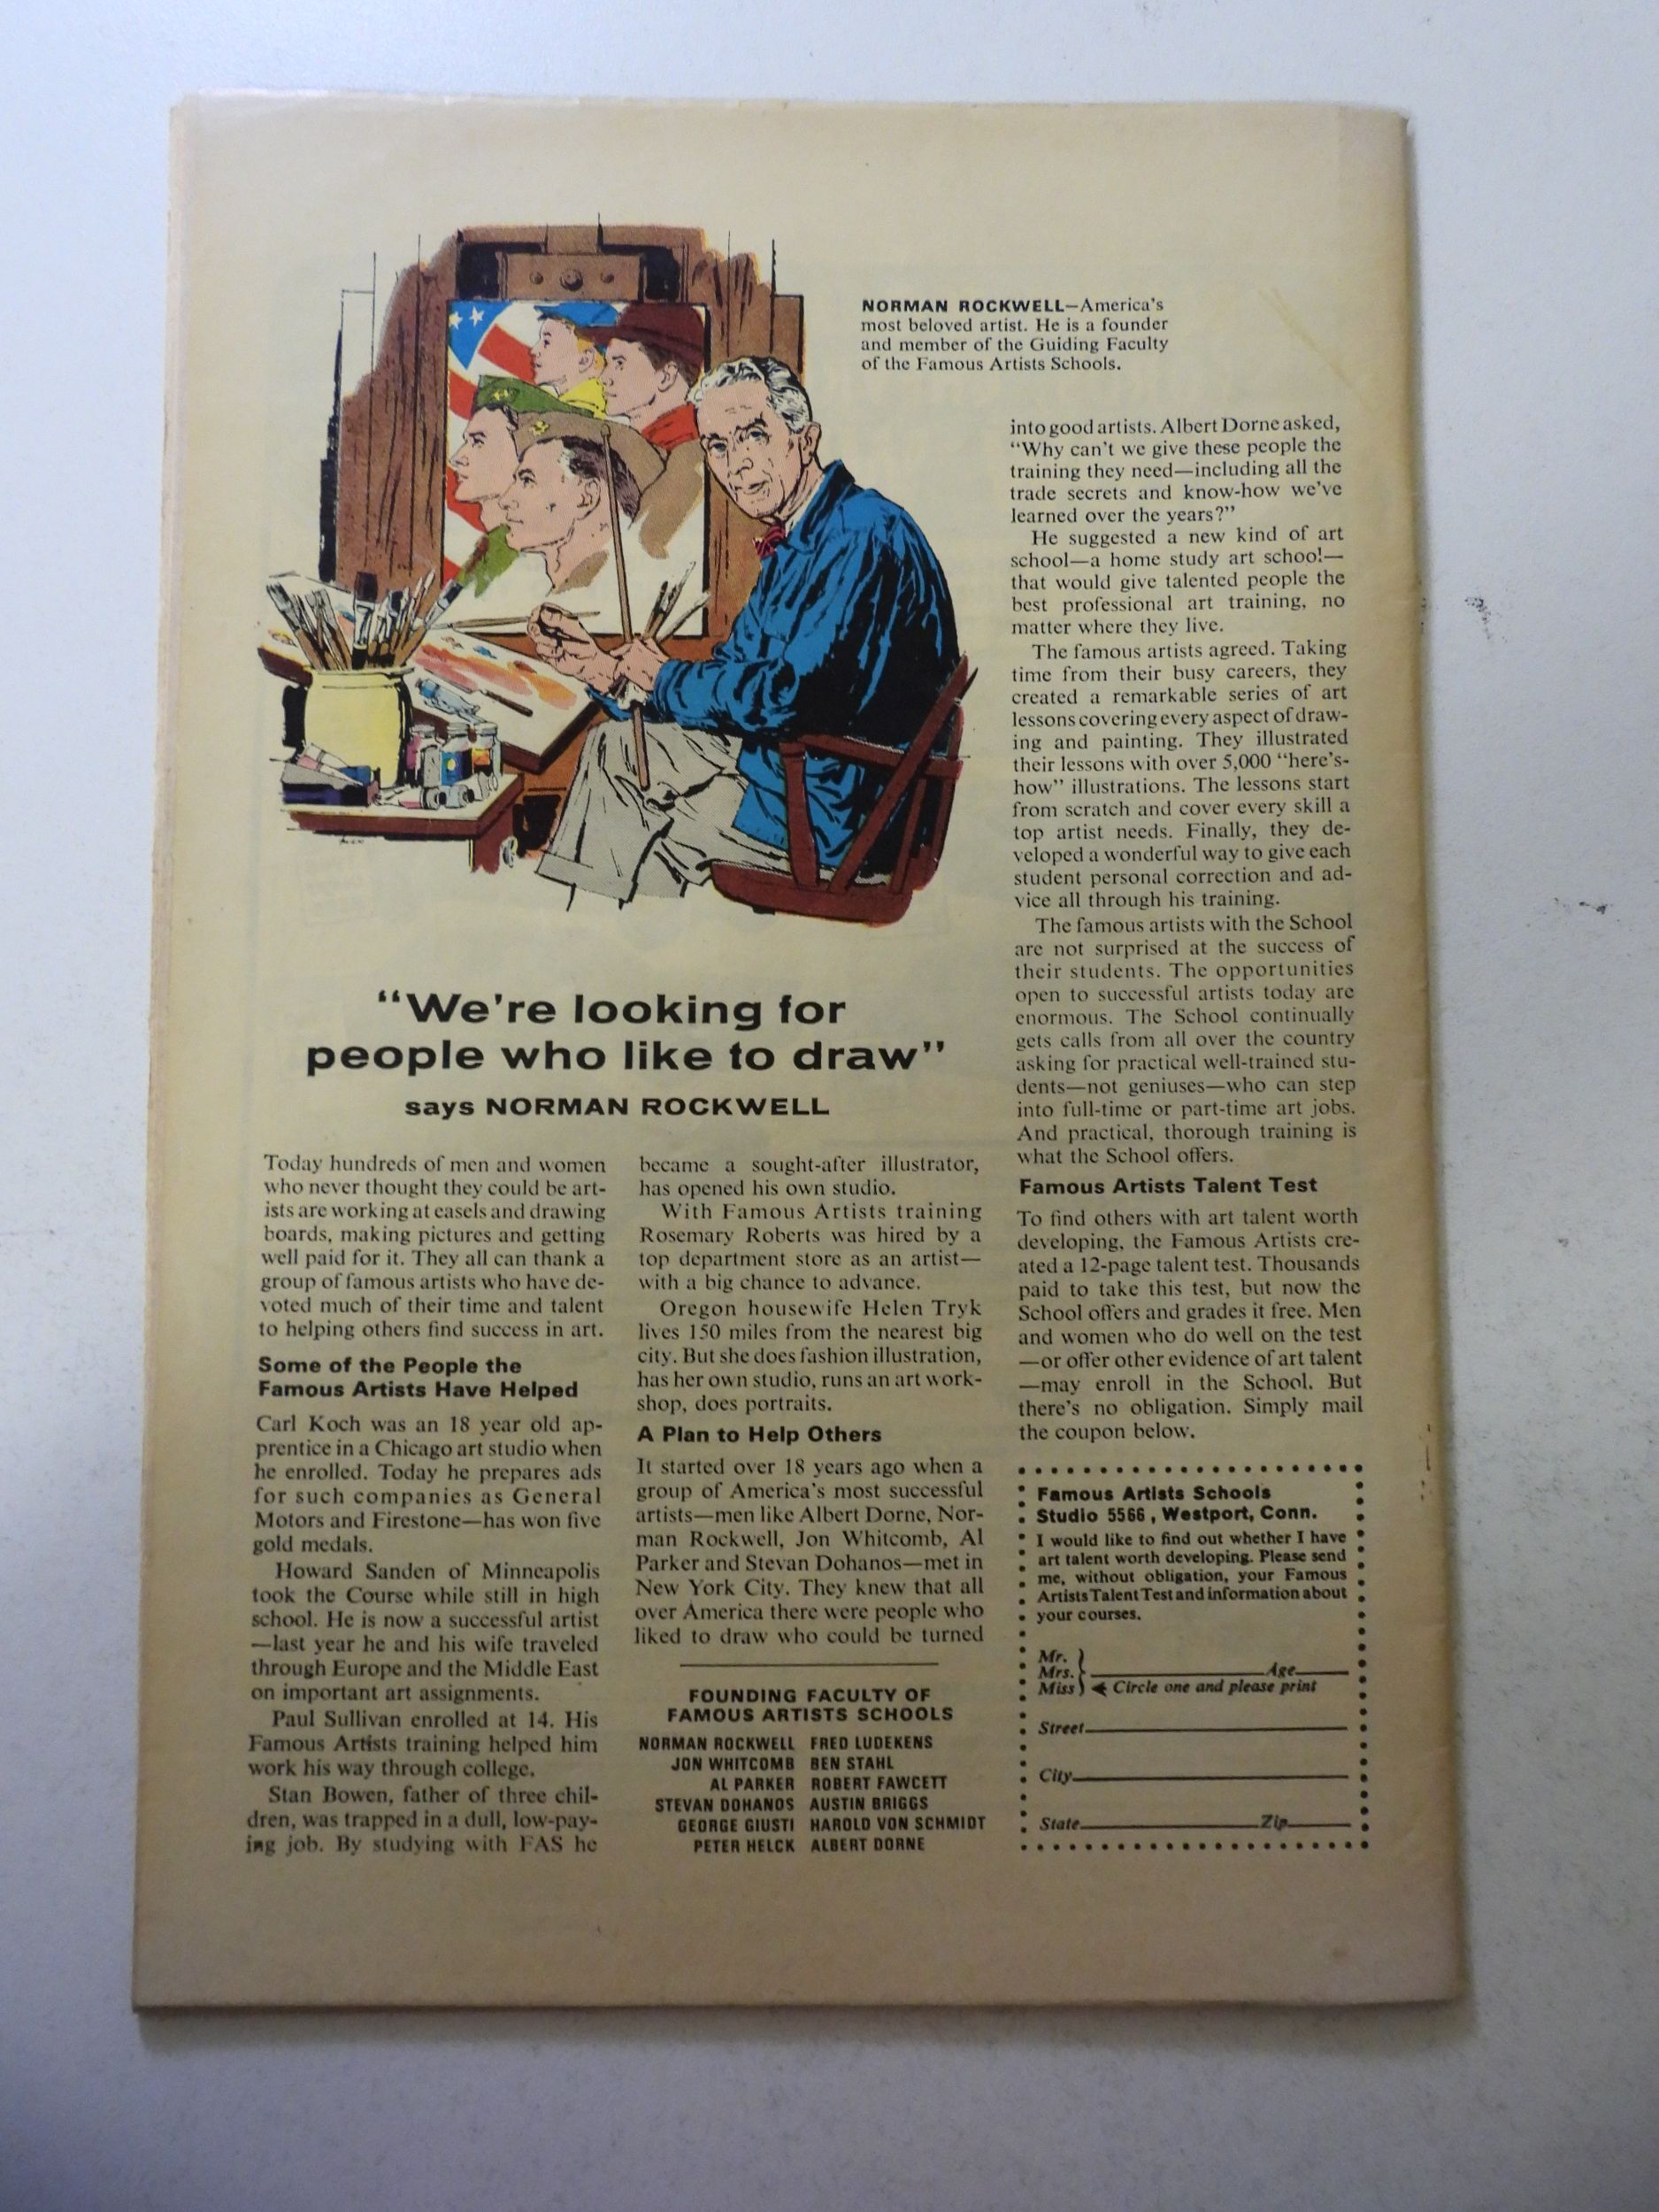 NORMAN ROCKWELL—America's
most beloved artist. He is a founder
and member of the Guiding Faculty
of the Famous Artists Schools.
“We're looking for
people who like to draw”
says NORMAN ROCKWELL
Today hundreds of men and women
who never thought they could be art-
ists are working at easels and drawing
boards, making pictures and getting
well paid for it. They all can thank a
group of famous artists who have de-
voted much of their time and talent
to helping others find success in art.
Some of the People the
Famous Artists Have Helped
Carl Koch was an 18 year old ap-
prentice in a Chicago art studio when
he enrolled. Today he prepares ads
for such companies as General
Motors and Firestone—has won five
gold medals.
Howard Sanden of Minneapolis
took the Course while still in high
school. He is now a successful artist
—last year he and his wife traveled
through Europe and the Middle East
on important art assignments.
Paul Sullivan enrolled at 14. His
Famous Artists training helped him
work his way through college.
Stan Bowen, father of three chil-
dren, was trapped in a dull, low-pay-
ing job. By studying with FAS he
became a sought-after illustrator,
has opened his own studio.
With Famous Artists training
Rosemary Roberts was hired by a
top department store as an artist—
with a big chance to advance.
Oregon housewife Helen Tryk
lives 150 miles from the nearest big
city. But she does fashion illustration,
has her own studio, runs an art work-
shop, does portraits.
A Plan to Help Others
It started over 18 years ago when a
group of America's most successful
artists—men like Albert Dorne, Nor-
man Rockwell, Jon Whitcomb, Al
Parker and Stevan Dohanos—met in
New York City. They knew that all
over America there were people who
liked to draw who could be turned
FOUNDING FACULTY OF
FAMOUS ARTISTS SCHOOLS
NORMAN ROCKWELL FRED LUDEKENS
JON WHITCOMB BEN STAHL
AL PARKER ROBERT FAWCETT
STEVAN DOHANOS AUSTIN BRIGGS
GEORGE GIUSTI HAROLD VON SCHMIDT
PETER HELCK ALBERT DORNE
into good artists. Albert Dorne asked,
“Why can't we give these people the
training they need—including all the
trade secrets and know-how we've
learned over the years?”
He suggested a new kind of art
school—a home study art school—
that would give talented people the
best professional art training, no
matter where they live.
The famous artists agreed. Taking
time from their busy careers, they
created a remarkable series of art
lessons covering every aspect of draw-
ing and painting. They illustrated
their lessons with over 5,000 “here's-
how” illustrations. The lessons start
from scratch and cover every skill a
top artist needs. Finally, they de-
veloped a wonderful way to give each
student personal correction and ad-
vice all through his training.
The famous artists with the School
are not surprised at the success of
their students. The opportunities
open to successful artists today are
enormous. The School continually
gets calls from all over the country
asking for practical well-trained stu-
dents—not geniuses—who can step
into full-time or part-time art jobs.
And practical, thorough training is
what the School offers.
Famous Artists Talent Test
To find others with art talent worth
developing, the Famous Artists cre-
ated a 12-page talent test. Thousands
paid to take this test, but now the
School offers and grades it free. Men
and women who do well on the test
—or offer other evidence of art talent
—may enroll in the School. But
there's no obligation. Simply mail
the coupon below.
Famous Artists Schools
Studio 5566, Westport, Conn.
I would like to find out whether I have
art talent worth developing. Please send
me, without obligation, your Famous
Artists Talent Test and information about
your courses.
Mr.
Mrs. Age
Miss Circle one and please print
Street
City
State Zip